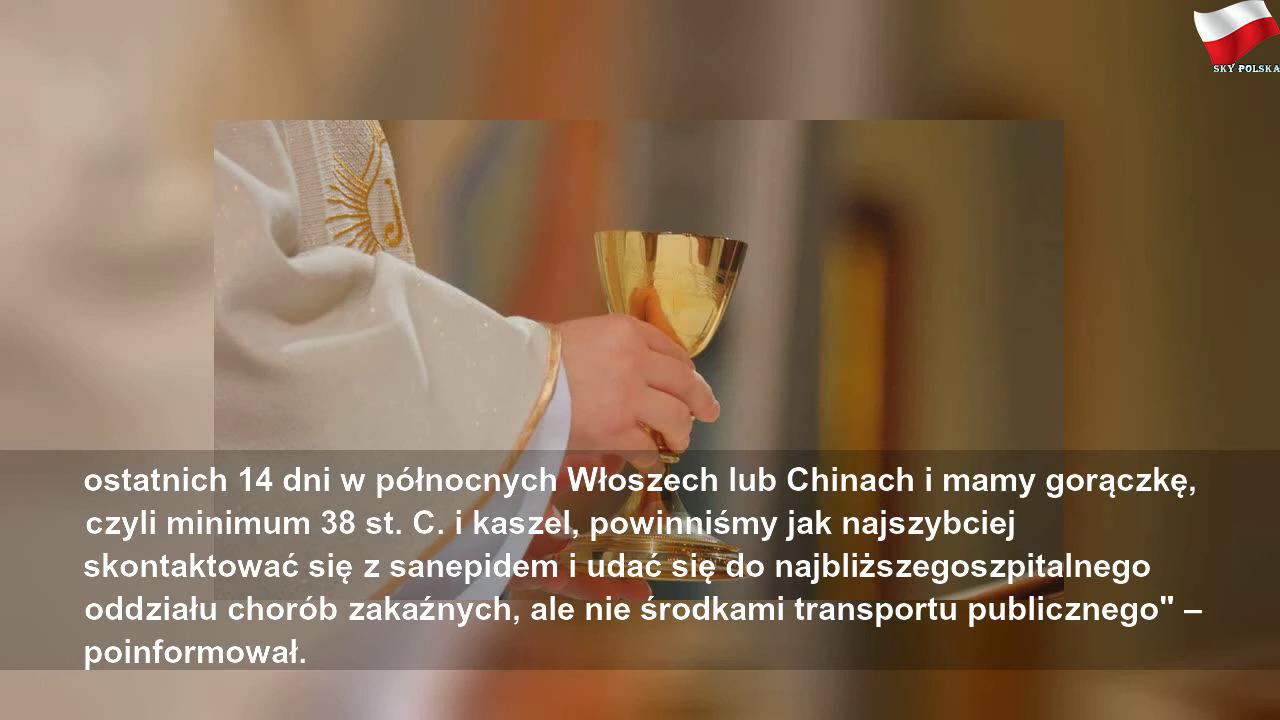 SKY POLSKA
ostatnich 14 dni w północnych Włoszech lub Chinach i mamy gorączkę,
czyli minimum 38 st. C. i kaszel, powinniśmy jak najszybciej
skontaktować się z sanepidem i udać się do najbliższegoszpitalnego
oddziału chorób zakaźnych, ale nie środkami transportu publicznego" –
poinformował.